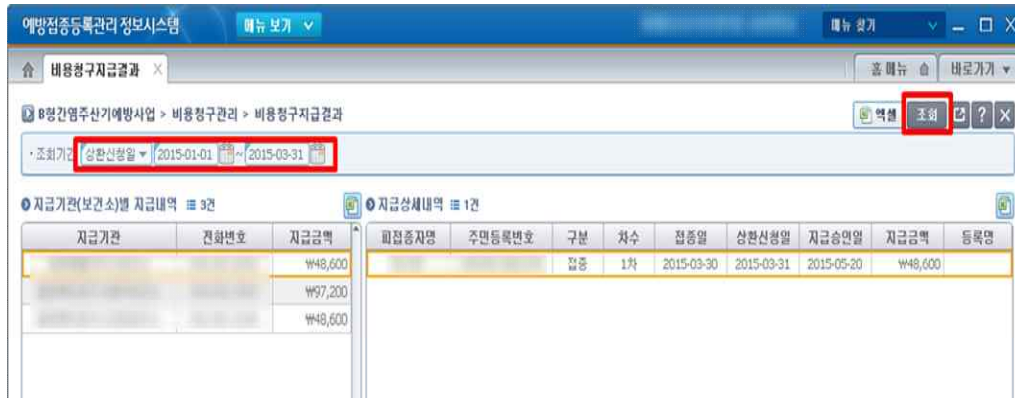 예방접종등록관리 정보시스템 메뉴 보기 메뉴 찾기
비용청구지급결과 홈메뉴 바로가기
B형간염주산기예방사업 > 비용청구관리 > 비용청구지급결과 엑셀 조회
조회기간 상환신청일 2015-01-01 ~ 2015-03-31
지급기관(보건소)별 지급내역 3건 지급상세내역 1건
지급기관 전화번호 지급금액 피접종자명 주민등록번호 구분 차수 접종일 상환신청일 지급승인일 지급금액 등록명
₩48,600 접종 1차 2015-03-30 2015-03-31 2015-05-20 ₩48,600
₩97,200
₩48,600